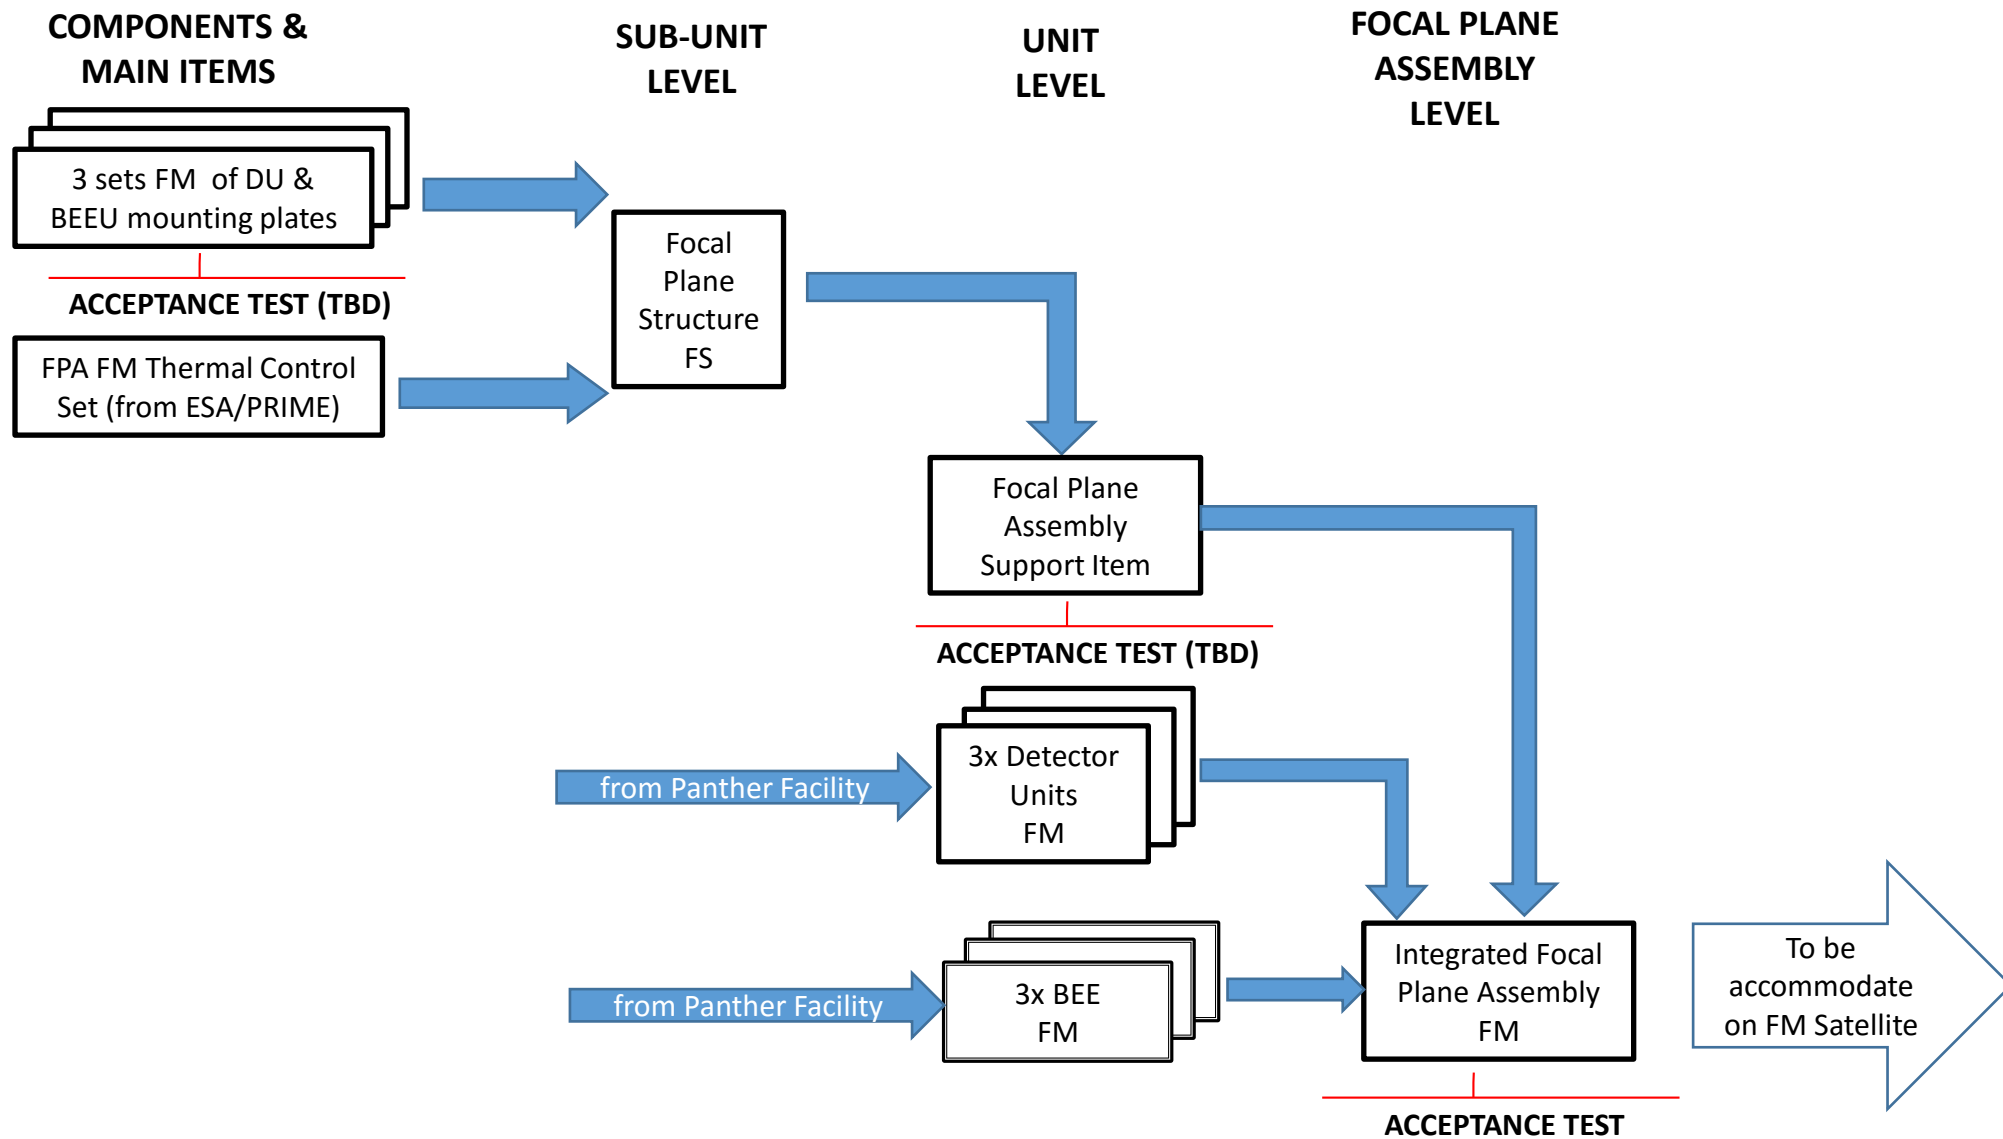 COMPONENTS &
MAIN ITEMS
SUB-UNIT
LEVEL
UNIT
LEVEL
FOCAL PLANE
ASSEMBLY
LEVEL
3 sets FM of DU &
BEEU mounting plates
ACCEPTANCE TEST (TBD)
FPA FM Thermal Control
Set (from ESA/PRIME)
Focal
Plane
Structure
FS
Focal Plane
Assembly
Support Item
ACCEPTANCE TEST (TBD)
from Panther Facility
3x Detector
Units
FM
from Panther Facility
3x BEE
FM
Integrated Focal
Plane Assembly
FM
ACCEPTANCE TEST
To be
accommodate
on FM Satellite